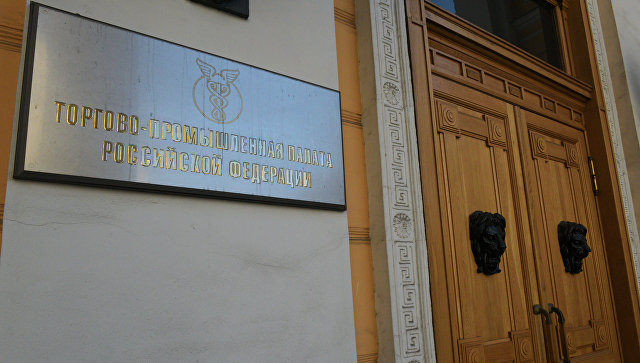 ТОРГОВО-ПРОМЫШЛЕННАЯ ПАЛАТА
РОССИЙСКОЙ ФЕДЕРАЦИИ